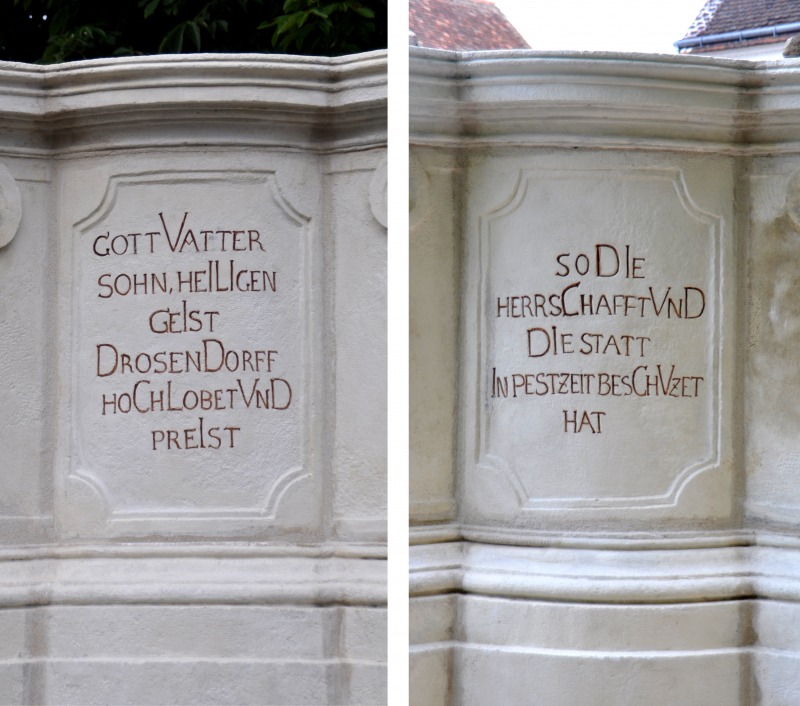 GOTT VATTER
SOHN, HEILIGEN
GEIST
DROSENDORFF
HOCHLOBET VND
PREIST
SO DIE
HERRSCHAFFT VND
DIE STATT
IN PESTZEIT BESCHVZET
HAT